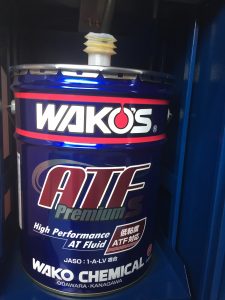 WAKO'S®
ATF
Premium S
High Performance
AT Fluid
低粘度
ATF対応
JASO : 1-A-LV 適合
WAKO CHEMICAL
ODAWARA-KANAGAWA